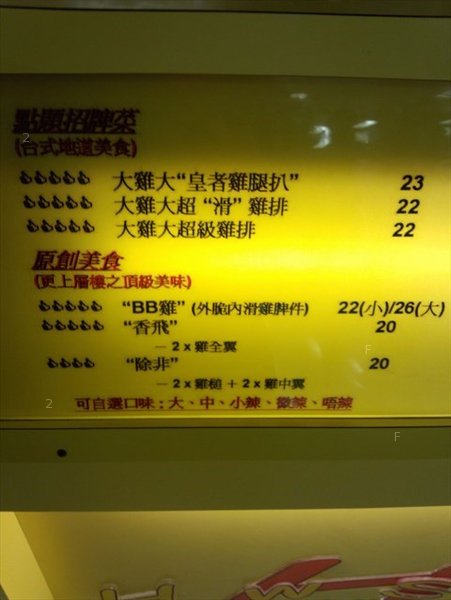 點題招牌菜
(台式地道美食)
大雞大“皇者雞腿扒” 23
大雞大超“滑”雞排 22
大雞大超級雞排 22
原創美食
(更上層樓之頂級美味)
“BB雞” (外脆內滑雞脾件) 22(小)/26(大)
“香飛” 20
— 2 x 雞全翼
“除非” 20
— 2 x 雞槌 + 2 x 雞中翼
可自選口味：大、中、小辣、微辣、唔辣
2
F
2
F